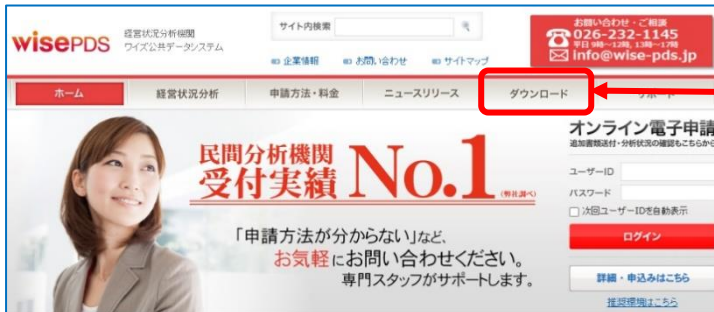 wisePDS
経営状況分析機関
ワイズ公共データシステム
サイト内検索
企業情報
お問い合わせ
サイトマップ
お問い合わせ・ご相談
026-232-1145
平日 9時~12時, 13時~17時
info@wise-pds.jp
ホーム
経営状況分析
申請方法・料金
ニュースリリース
ダウンロード
サポート
民間分析機関
受付実績 No.1 (弊社調べ)
「申請方法が分からない」など、
お気軽にお問い合わせください。
専門スタッフがサポートします。
オンライン電子申請
追加書類送付・分析状況の確認もこちらから
ユーザーID
パスワード
次回ユーザーIDを自動表示
ログイン
詳細・申込みはこちら
推奨環境はこちら